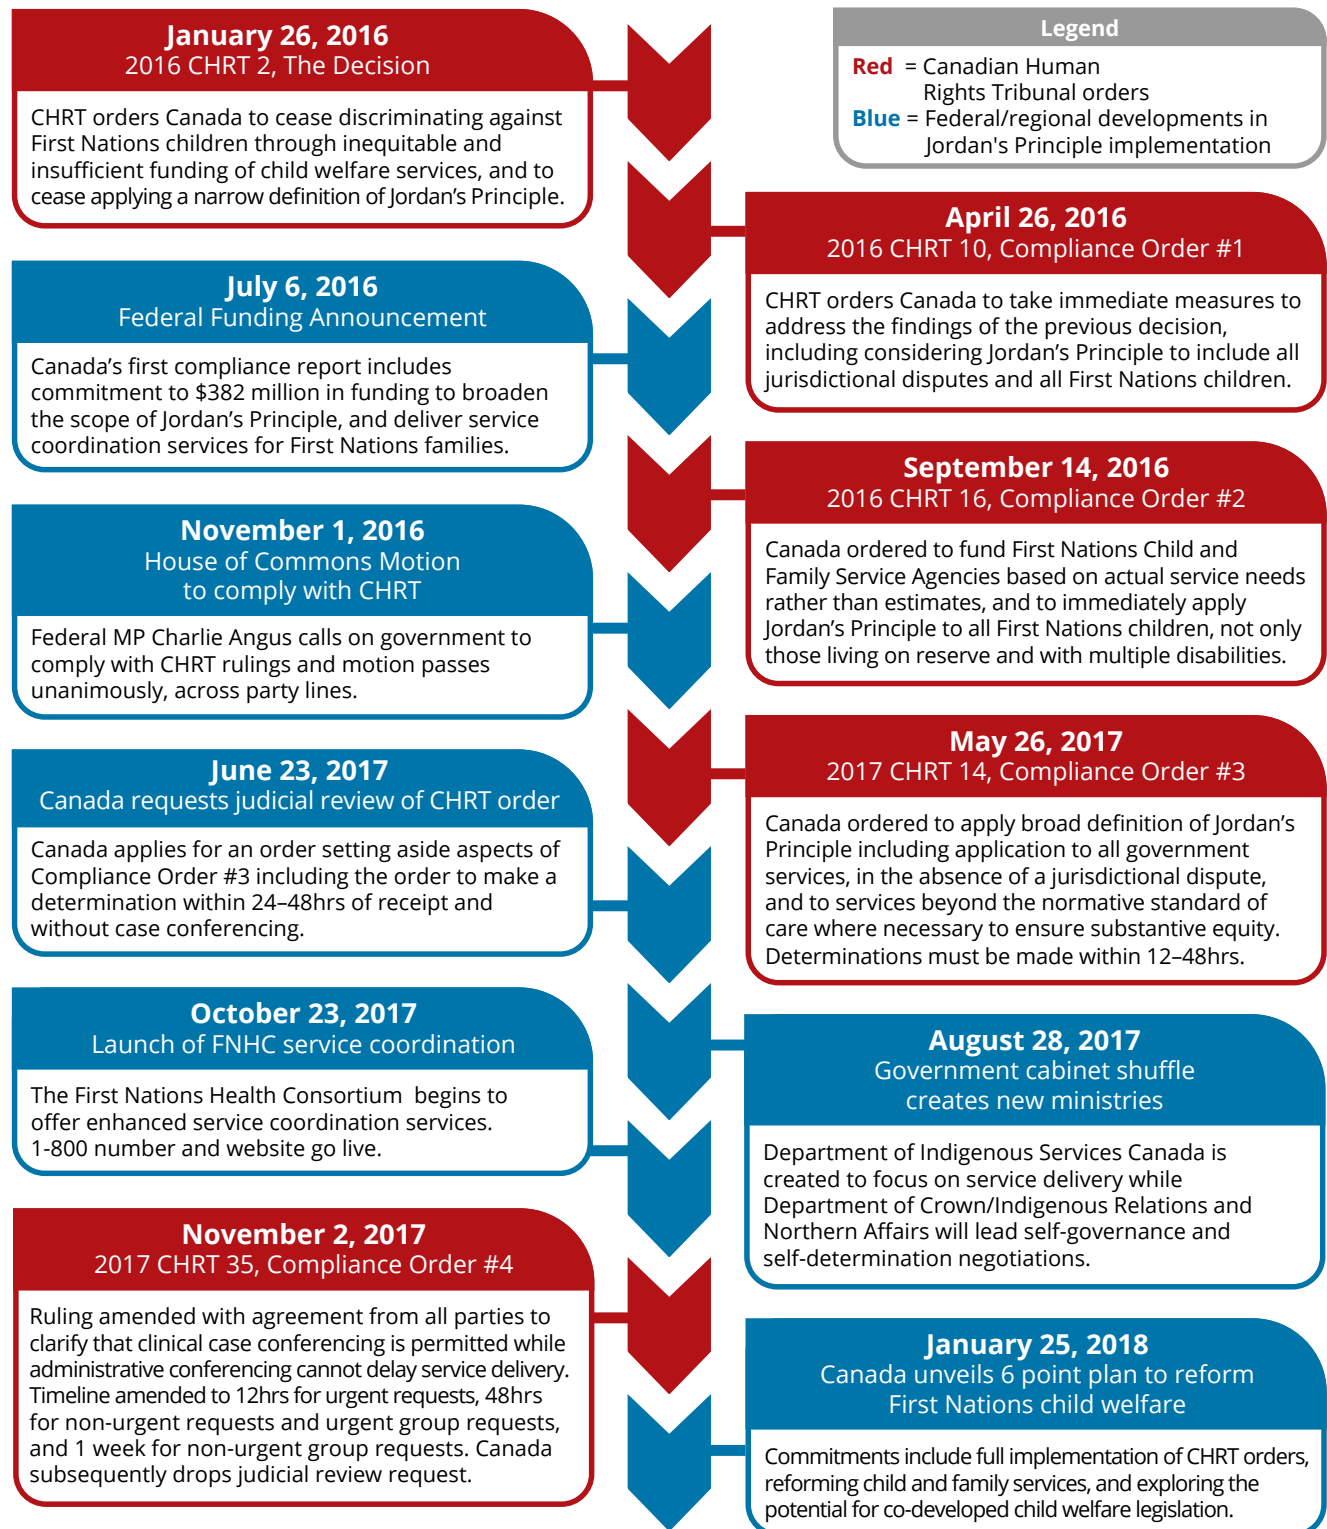 January 26, 2016
2016 CHRT 2, The Decision
CHRT orders Canada to cease discriminating against
First Nations children through inequitable and
insufficient funding of child welfare services, and to
cease applying a narrow definition of Jordan’s Principle.
Legend
Red = Canadian Human
Rights Tribunal orders
Blue = Federal/regional developments in
Jordan's Principle implementation
April 26, 2016
2016 CHRT 10, Compliance Order #1
CHRT orders Canada to take immediate measures to
address the findings of the previous decision,
including considering Jordan’s Principle to include all
jurisdictional disputes and all First Nations children.
July 6, 2016
Federal Funding Announcement
Canada’s first compliance report includes
commitment to $382 million in funding to broaden
the scope of Jordan’s Principle, and deliver service
coordination services for First Nations families.
September 14, 2016
2016 CHRT 16, Compliance Order #2
Canada ordered to fund First Nations Child and
Family Service Agencies based on actual service needs
rather than estimates, and to immediately apply
Jordan’s Principle to all First Nations children, not only
those living on reserve and with multiple disabilities.
November 1, 2016
House of Commons Motion
to comply with CHRT
Federal MP Charlie Angus calls on government to
comply with CHRT rulings and motion passes
unanimously, across party lines.
May 26, 2017
2017 CHRT 14, Compliance Order #3
Canada ordered to apply broad definition of Jordan’s
Principle including application to all government
services, in the absence of a jurisdictional dispute,
and to services beyond the normative standard of
care where necessary to ensure substantive equity.
Determinations must be made within 12–48hrs.
June 23, 2017
Canada requests judicial review of CHRT order
Canada applies for an order setting aside aspects of
Compliance Order #3 including the order to make a
determination within 24–48hrs of receipt and
without case conferencing.
August 28, 2017
Government cabinet shuffle
creates new ministries
Department of Indigenous Services Canada is
created to focus on service delivery while
Department of Crown/Indigenous Relations and
Northern Affairs will lead self-governance and
self-determination negotiations.
October 23, 2017
Launch of FNHC service coordination
The First Nations Health Consortium begins to
offer enhanced service coordination services.
1-800 number and website go live.
November 2, 2017
2017 CHRT 35, Compliance Order #4
Ruling amended with agreement from all parties to
clarify that clinical case conferencing is permitted while
administrative conferencing cannot delay service delivery.
Timeline amended to 12hrs for urgent requests, 48hrs
for non-urgent requests and urgent group requests,
and 1 week for non-urgent group requests. Canada
subsequently drops judicial review request.
January 25, 2018
Canada unveils 6 point plan to reform
First Nations child welfare
Commitments include full implementation of CHRT orders,
reforming child and family services, and exploring the
potential for co-developed child welfare legislation.